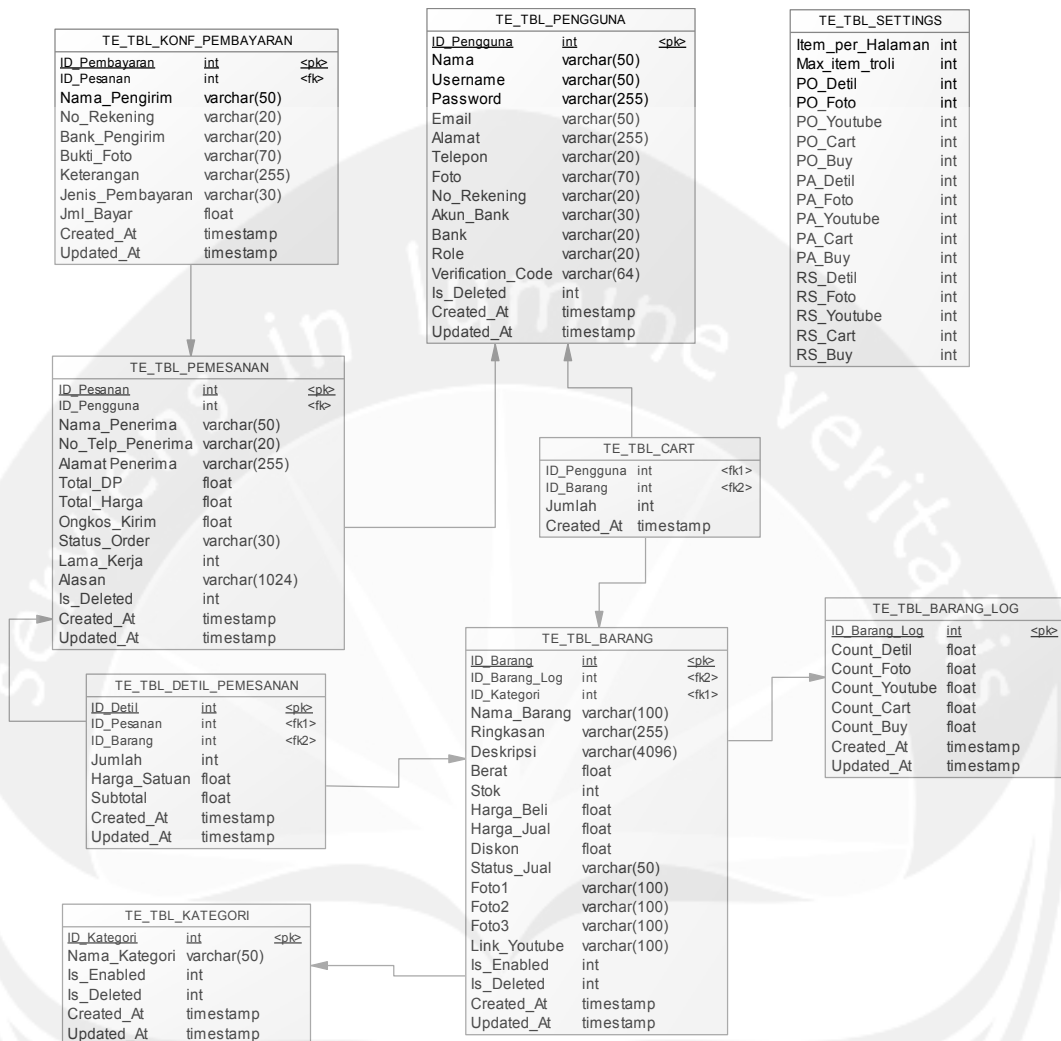 TE_TBL_KONF_PEMBAYARAN
ID_Pembayaran int <pk>
ID_Pesanan int <fk>
Nama_Pengirim varchar(50)
No_Rekening varchar(20)
Bank_Pengirim varchar(20)
Bukti_Foto varchar(70)
Keterangan varchar(255)
Jenis_Pembayaran varchar(30)
Jml_Bayar float
Created_At timestamp
Updated_At timestamp
TE_TBL_PENGGUNA
ID_Pengguna int <pk>
Nama varchar(50)
Username varchar(50)
Password varchar(255)
Email varchar(50)
Alamat varchar(255)
Telepon varchar(20)
Foto varchar(70)
No_Rekening varchar(20)
Akun_Bank varchar(30)
Bank varchar(20)
Role varchar(20)
Verification_Code varchar(64)
Is_Deleted int
Created_At timestamp
Updated_At timestamp
TE_TBL_SETTINGS
Item_per_Halaman int
Max_item_troli int
PO_Detil int
PO_Foto int
PO_Youtube int
PO_Cart int
PO_Buy int
PA_Detil int
PA_Foto int
PA_Youtube int
PA_Cart int
PA_Buy int
RS_Detil int
RS_Foto int
RS_Youtube int
RS_Cart int
RS_Buy int
TE_TBL_PEMESANAN
ID_Pesanan int <pk>
ID_Pengguna int <fk>
Nama_Penerima varchar(50)
No_Telp_Penerima varchar(20)
Alamat Penerima varchar(255)
Total_DP float
Total_Harga float
Ongkos_Kirim float
Status_Order varchar(30)
Lama_Kerja int
Alasan varchar(1024)
Is_Deleted int
Created_At timestamp
Updated_At timestamp
TE_TBL_CART
ID_Pengguna int <fk1>
ID_Barang int <fk2>
Jumlah int
Created_At timestamp
TE_TBL_DETIL_PEMESANAN
ID_Detil int <pk>
ID_Pesanan int <fk1>
ID_Barang int <fk2>
Jumlah int
Harga_Satuan float
Subtotal float
Created_At timestamp
Updated_At timestamp
TE_TBL_BARANG
ID_Barang int <pk>
ID_Barang_Log int <fk2>
ID_Kategori int <fk1>
Nama_Barang varchar(100)
Ringkasan varchar(255)
Deskripsi varchar(4096)
Berat float
Stok int
Harga_Beli float
Harga_Jual float
Diskon float
Status_Jual varchar(50)
Foto1 varchar(100)
Foto2 varchar(100)
Foto3 varchar(100)
Link_Youtube varchar(100)
Is_Enabled int
Is_Deleted int
Created_At timestamp
Updated_At timestamp
TE_TBL_BARANG_LOG
ID_Barang_Log int <pk>
Count_Detil float
Count_Foto float
Count_Youtube float
Count_Cart float
Count_Buy float
Created_At timestamp
Updated_At timestamp
TE_TBL_KATEGORI
ID_Kategori int <pk>
Nama_Kategori varchar(50)
Is_Enabled int
Is_Deleted int
Created_At timestamp
Updated_At timestamp
serviens in lumine veritatis